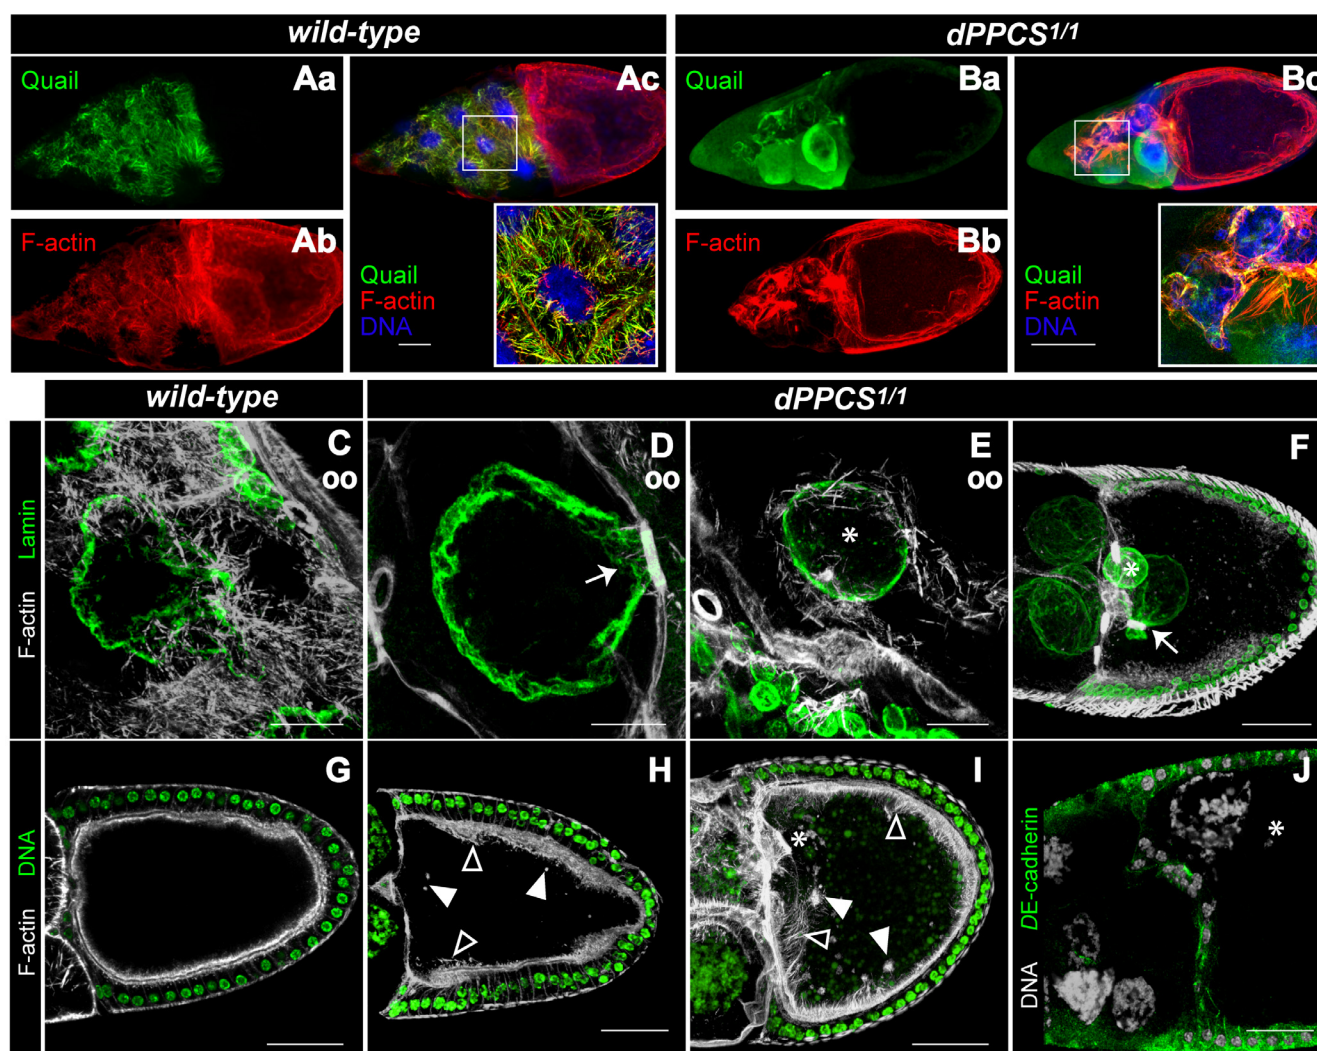 wild-type
dPPCS1/1
Quail
Aa
Ac
Ba
Bc
F-actin
Ab
Quail
F-actin
DNA
F-actin
Bb
Quail
F-actin
DNA
wild-type
dPPCS1/1
F-actin Lamin
C
oo
D
oo
E
oo
F
*
*
F-actin DNA
G
H
I
*
DNA DE-cadherin
J
*